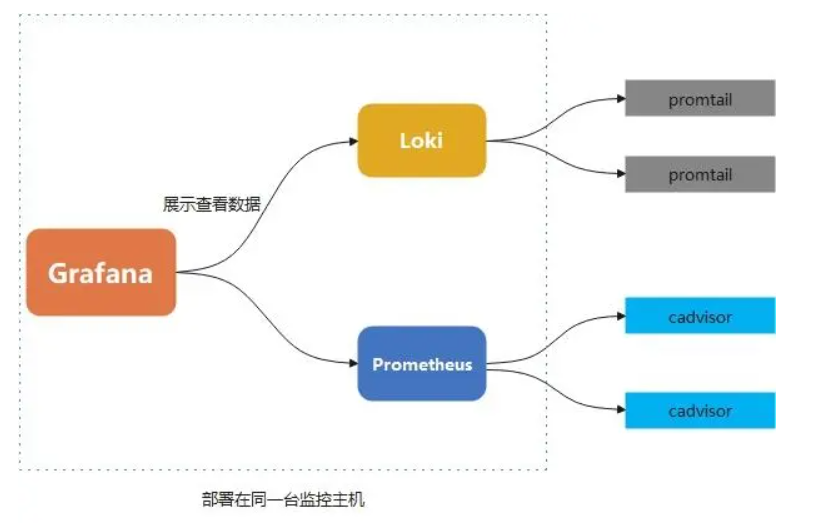 Loki
promtail
promtail
展示查看数据
Grafana
Prometheus
cadvisor
cadvisor
部署在同一台监控主机